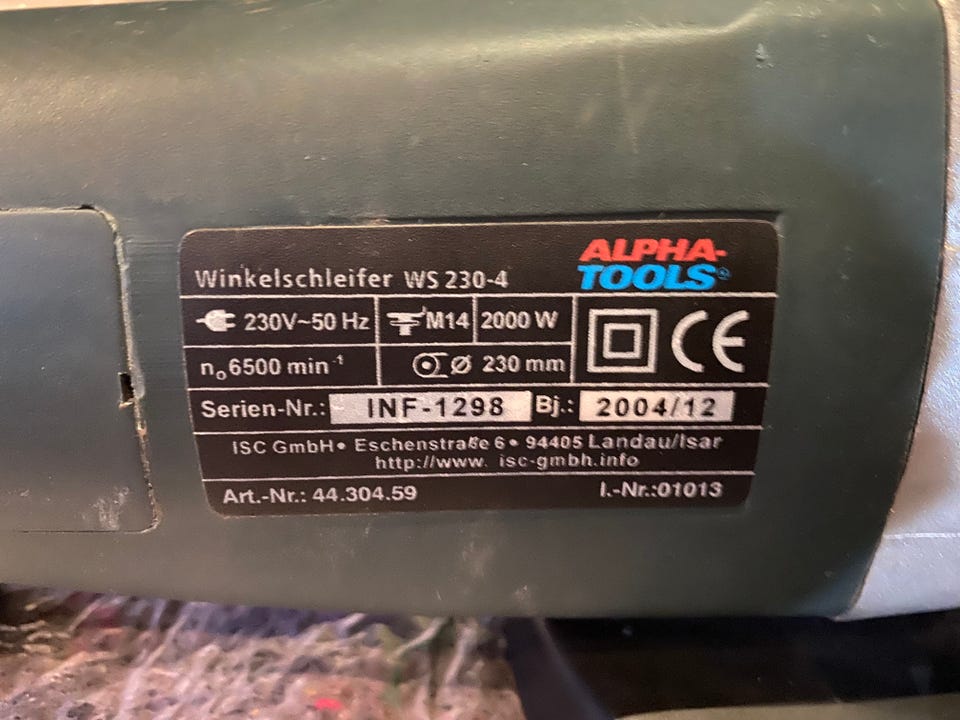 ALPHA-
TOOLS®
Winkelschleifer WS 230-4
230V~50 Hz M14 2000 W
n₀6500 min⁻¹ Ø 230 mm
CE
Serien-Nr.: INF-1298 Bj.: 2004/12
ISC GmbH• Eschenstraße 6• 94405 Landau/Isar
http://www. isc-gmbh.info
Art.-Nr.: 44.304.59 I.-Nr.:01013